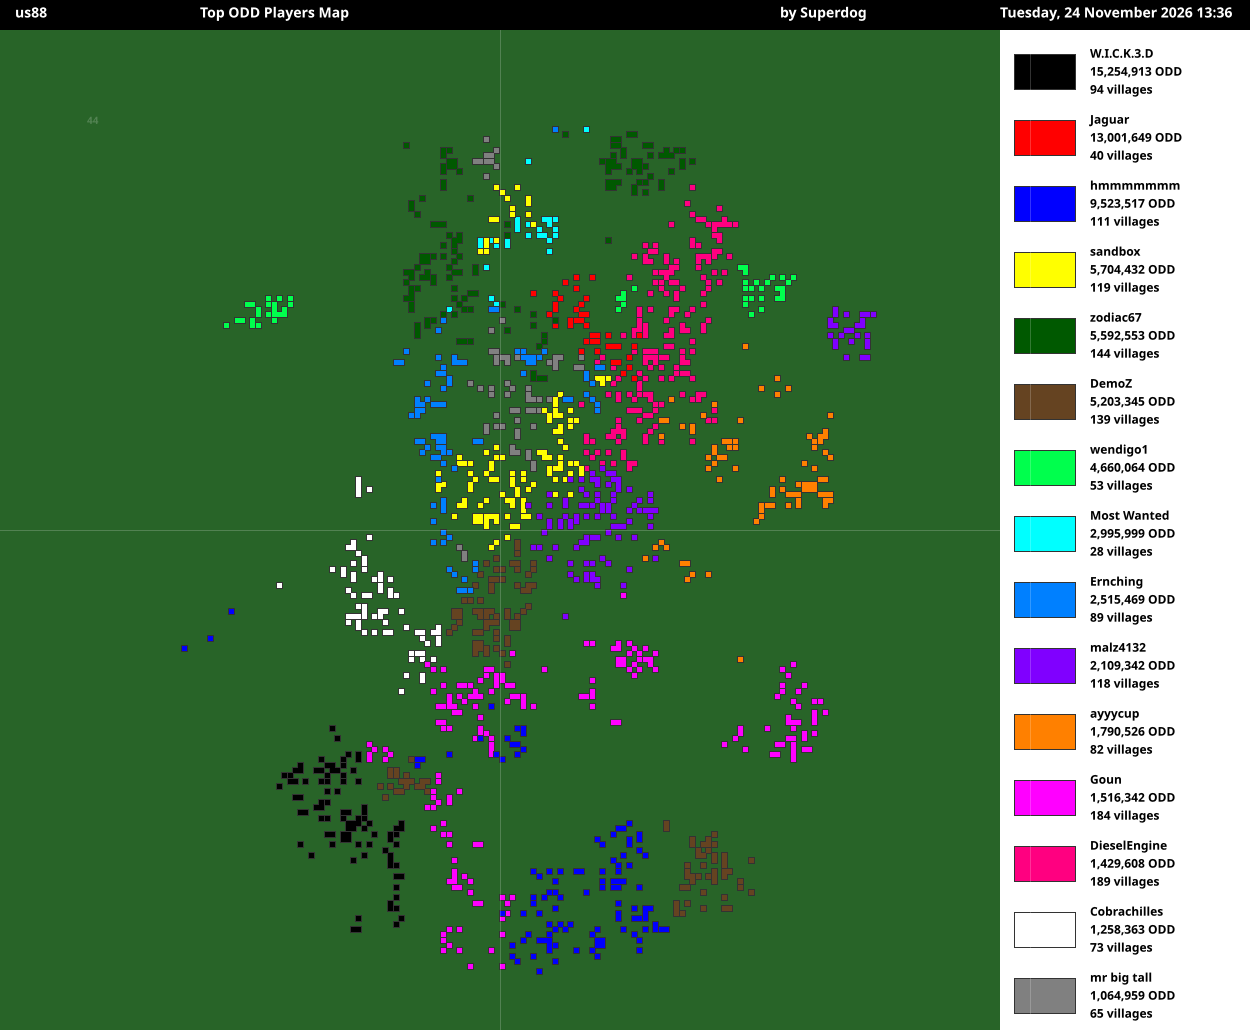 us88 Top ODD Players Map by Superdog Tuesday, 24 November 2026 13:36
44
W.I.C.K.3.D
15,254,913 ODD
94 villages
Jaguar
13,001,649 ODD
40 villages
hmmmmmmm
9,523,517 ODD
111 villages
sandbox
5,704,432 ODD
119 villages
zodiac67
5,592,553 ODD
144 villages
DemoZ
5,203,345 ODD
139 villages
wendigo1
4,660,064 ODD
53 villages
Most Wanted
2,995,999 ODD
28 villages
Ernching
2,515,469 ODD
89 villages
malz4132
2,109,342 ODD
118 villages
ayyycup
1,790,526 ODD
82 villages
Goun
1,516,342 ODD
184 villages
DieselEngine
1,429,608 ODD
189 villages
Cobrachilles
1,258,363 ODD
73 villages
mr big tall
1,064,959 ODD
65 villages